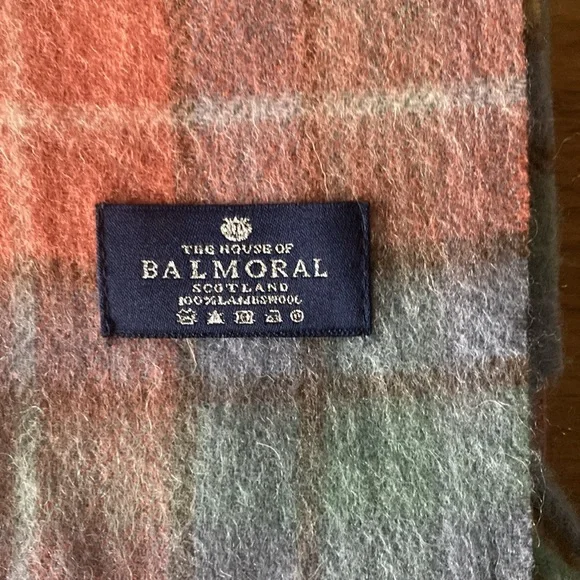 THE HOUSE OF
BALMORAL
SCOTLAND
100% LAMBSWOOL